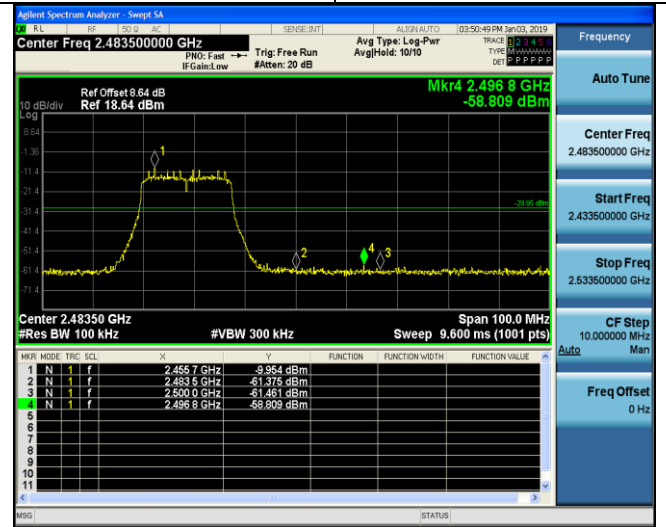 Agilent Spectrum Analyzer - Swept SA
RL RF 50 Ω AC SENSE:INT ALIGN AUTO 03:50:49 PM Jan 03, 2019
Center Freq 2.483500000 GHz
PNO: Fast Trig: Free Run Avg Type: Log-Pwr TRACE 1 2 3 4 5 6
IFGain:Low #Atten: 20 dB Avg|Hold: 10/10 TYPE M
DET P P P P P P
Frequency
Auto Tune
Center Freq
2.483500000 GHz
Start Freq
2.433500000 GHz
Stop Freq
2.533500000 GHz
CF Step
10.000000 MHz
Auto Man
Freq Offset
0 Hz
Mkr4 2.496 8 GHz
-58.809 dBm
Ref Offset 8.64 dB
10 dB/div Ref 18.64 dBm
Log
8.64
-1.36
-11.4
-21.4
-31.4
-41.4
-51.4
-61.4
-71.4
1
2
4
3
-29.95 dBm
Center 2.48350 GHz Span 100.0 MHz
#Res BW 100 kHz #VBW 300 kHz Sweep 9.600 ms (1001 pts)
MKR MODE TRC SCL X Y FUNCTION FUNCTION WIDTH FUNCTION VALUE
1 N 1 f 2.455 7 GHz -9.954 dBm
2 N 1 f 2.483 5 GHz -61.375 dBm
3 N 1 f 2.500 0 GHz -61.461 dBm
4 N 1 f 2.496 8 GHz -58.809 dBm
5
6
7
8
9
10
11
MSG STATUS